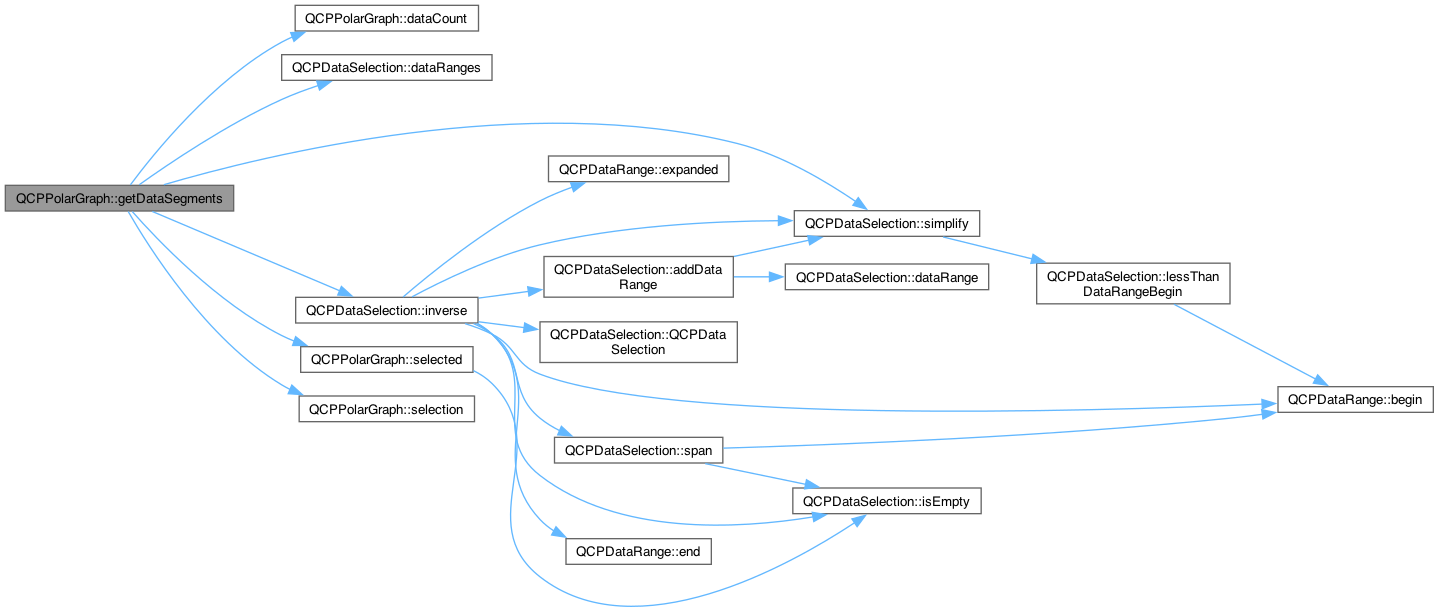 QCPPolarGraph::dataCount
QCPDataSelection::dataRanges
QCPDataRange::expanded
QCPPolarGraph::getDataSegments
QCPDataSelection::simplify
QCPDataSelection::addData
Range
QCPDataSelection::dataRange
QCPDataSelection::lessThan
DataRangeBegin
QCPDataSelection::inverse
QCPDataSelection::QCPData
Selection
QCPPolarGraph::selected
QCPPolarGraph::selection
QCPDataRange::begin
QCPDataSelection::span
QCPDataSelection::isEmpty
QCPDataRange::end